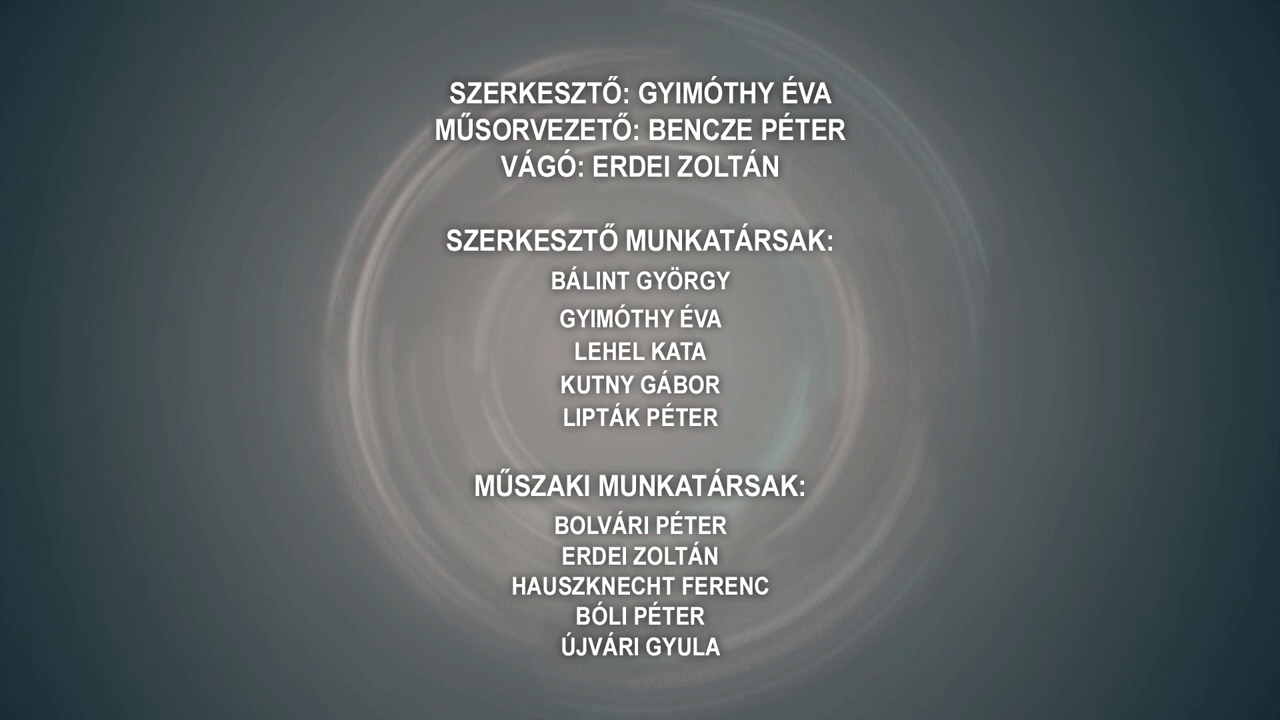 SZERKESZTŐ: GYIMÓTHY ÉVA
MŰSORVEZETŐ: BENCZE PÉTER
VÁGÓ: ERDEI ZOLTÁN
SZERKESZTŐ MUNKATÁRSAK:
BÁLINT GYÖRGY
GYIMÓTHY ÉVA
LEHEL KATA
KUTNY GÁBOR
LIPTÁK PÉTER
MŰSZAKI MUNKATÁRSAK:
BOLVÁRI PÉTER
ERDEI ZOLTÁN
HAUSZKNECHT FERENC
BÓLI PÉTER
ÚJVÁRI GYULA